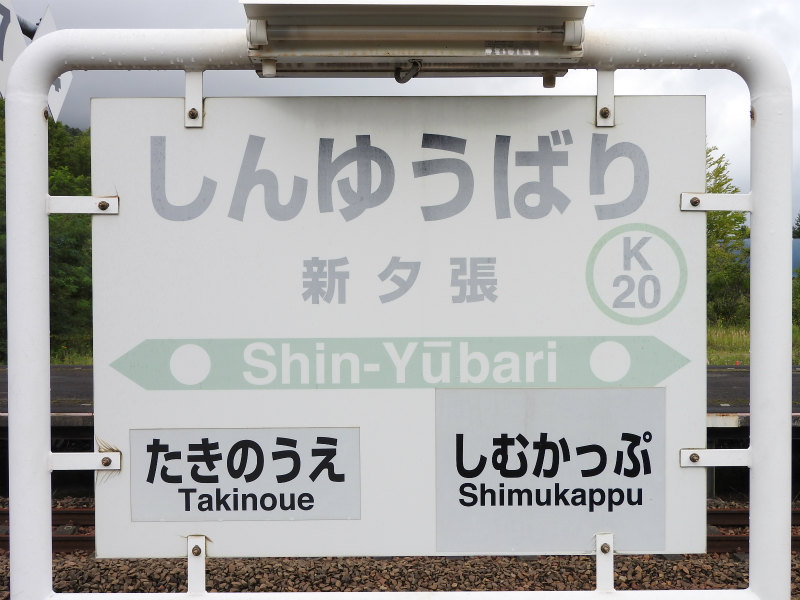 しんゆうばり
新夕張
K
20
Shin-Yūbari
たきのうえ
Takinoue
しむかっぷ
Shimukappu
7